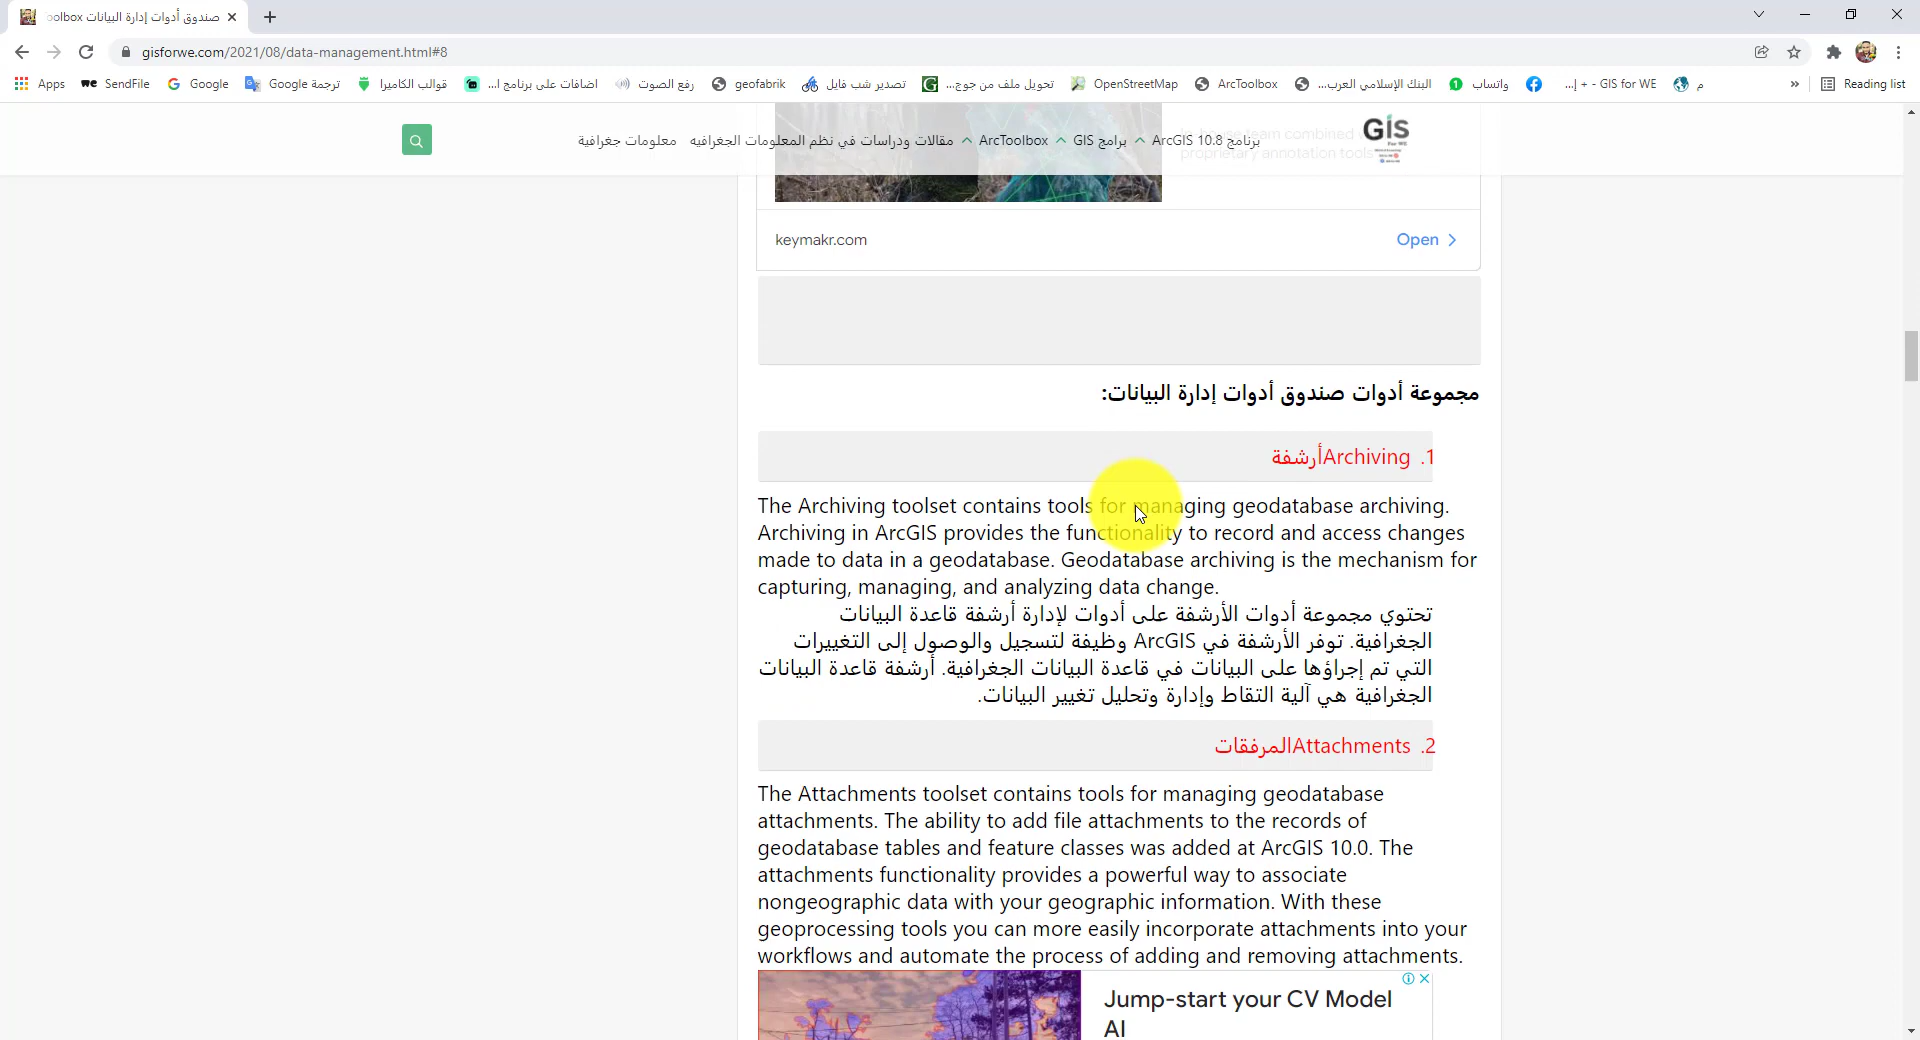 صندوق أدوات إدارة البيانات oolbox
gisforwe.com/2021/08/data-management.html#8
Apps
SendFile
Google
ترجمة Google
قوالب الكاميرا
اضافات على برنامج ا...
رفع الصوت
geofabrik
تصدير شب فايل
تحويل ملف من جوج...
OpenStreetMap
ArcToolbox
البنك الإسلامي العرب...
واتساب
GIS for WE - + إ...
م
»
Reading list
GIS
For WE
برنامج ArcGIS 10.8
برامج GIS
ArcToolbox
مقالات ودراسات في نظم المعلومات الجغرافيه
معلومات جغرافية
team combined
proprietary annotation tools
keymakr.com
Open
مجموعة أدوات صندوق أدوات إدارة البيانات:
1. Archivingأرشفة
The Archiving toolset contains tools for managing geodatabase archiving.
Archiving in ArcGIS provides the functionality to record and access changes
made to data in a geodatabase. Geodatabase archiving is the mechanism for
capturing, managing, and analyzing data change.
تحتوي مجموعة أدوات الأرشفة على أدوات لإدارة أرشفة قاعدة البيانات
الجغرافية. توفر الأرشفة في ArcGIS وظيفة لتسجيل والوصول إلى التغييرات
التي تم إجراؤها على البيانات في قاعدة البيانات الجغرافية. أرشفة قاعدة البيانات
الجغرافية هي آلية التقاط وإدارة وتحليل تغيير البيانات.
2. Attachmentsالمرفقات
The Attachments toolset contains tools for managing geodatabase
attachments. The ability to add file attachments to the records of
geodatabase tables and feature classes was added at ArcGIS 10.0. The
attachments functionality provides a powerful way to associate
nongeographic data with your geographic information. With these
geoprocessing tools you can more easily incorporate attachments into your
workflows and automate the process of adding and removing attachments.
Jump-start your CV Model
AI